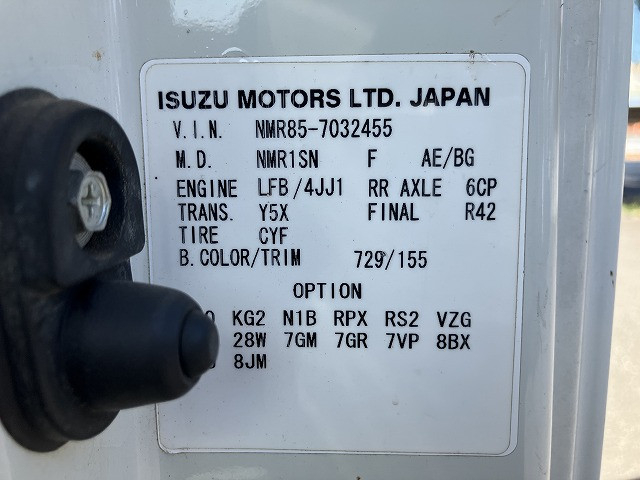 ISUZU MOTORS LTD. JAPAN
V.I.N. NMR85-7032455
M.D. NMR1SN F AE/BG
ENGINE LFB/4JJ1 RR AXLE 6CP
TRANS. Y5X FINAL R42
TIRE CYF
B.COLOR/TRIM 729/155
OPTION
KG2 N1B RPX RS2 VZG
28W 7GM 7GR 7VP 8BX
8JM